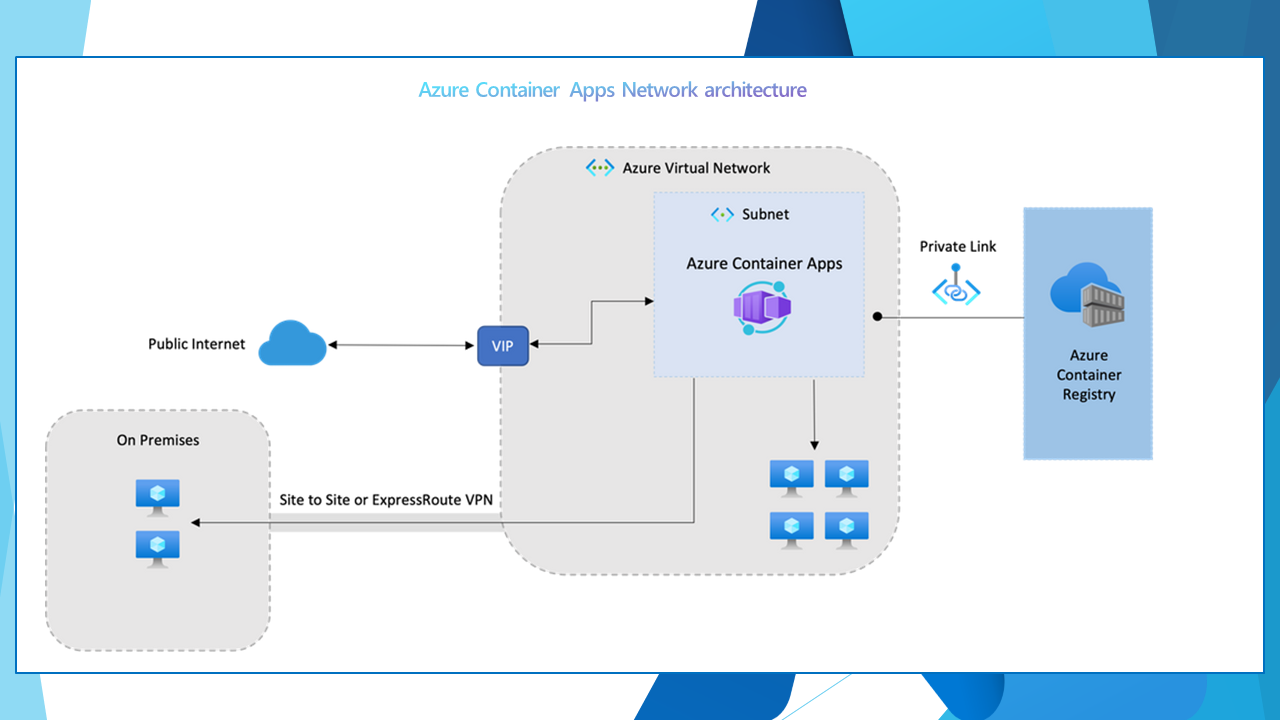 Azure Container Apps Network architecture
Azure Virtual Network
Subnet
Azure Container Apps
Private Link
Public Internet
VIP
Azure
Container
Registry
On Premises
Site to Site or ExpressRoute VPN